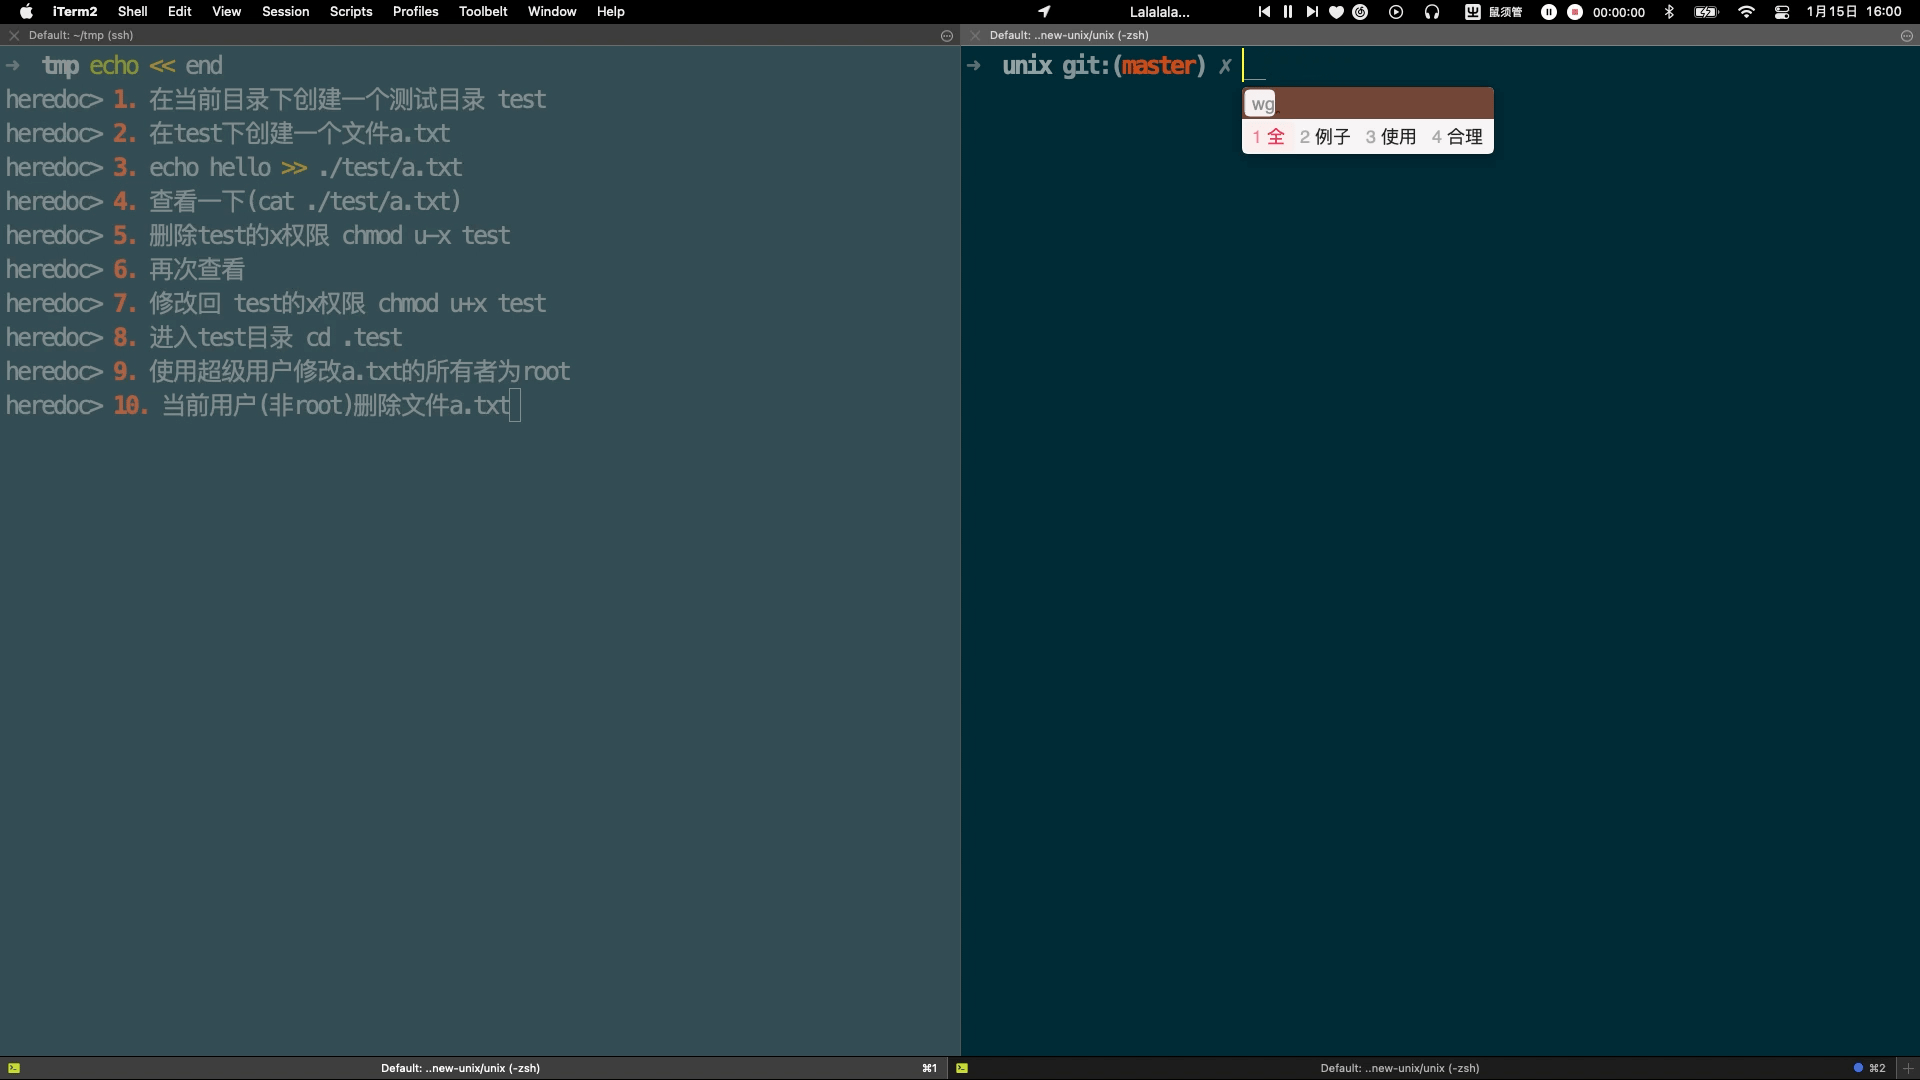 iTerm2 Shell Edit View Session Scripts Profiles Toolbelt Window Help Lalalala... 鼠须管 00:00:00 1月15日 16:00
Default: ~/tmp (ssh)
→ tmp echo << end
heredoc> 1. 在当前目录下创建一个测试目录 test
heredoc> 2. 在test下创建一个文件a.txt
heredoc> 3. echo hello >> ./test/a.txt
heredoc> 4. 查看一下(cat ./test/a.txt)
heredoc> 5. 删除test的x权限 chmod u-x test
heredoc> 6. 再次查看
heredoc> 7. 修改回 test的x权限 chmod u+x test
heredoc> 8. 进入test目录 cd .test
heredoc> 9. 使用超级用户修改a.txt的所有者为root
heredoc> 10. 当前用户(非root)删除文件a.txt
Default: ..new-unix/unix (-zsh)
→ unix git:(master) ✗
wg
1 全 2 例子 3 使用 4 合理
Default: ..new-unix/unix (-zsh) ⌘1
Default: ..new-unix/unix (-zsh) ⌘2